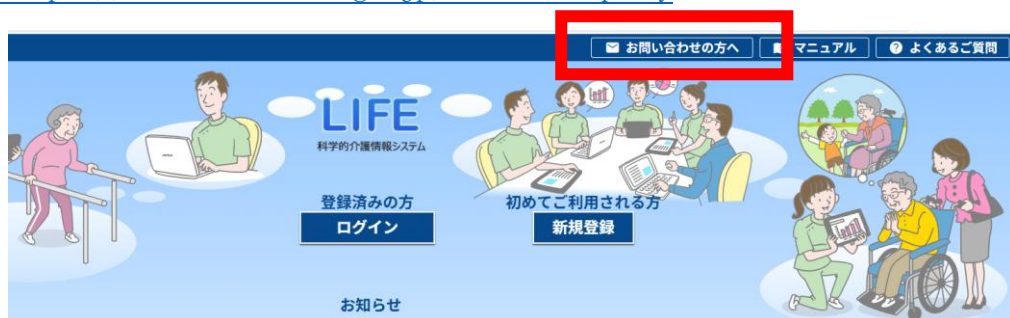 お問い合わせの方へ
マニュアル
よくあるご質問
LIFE
科学的介護情報システム
登録済みの方
ログイン
初めてご利用される方
新規登録
お知らせ